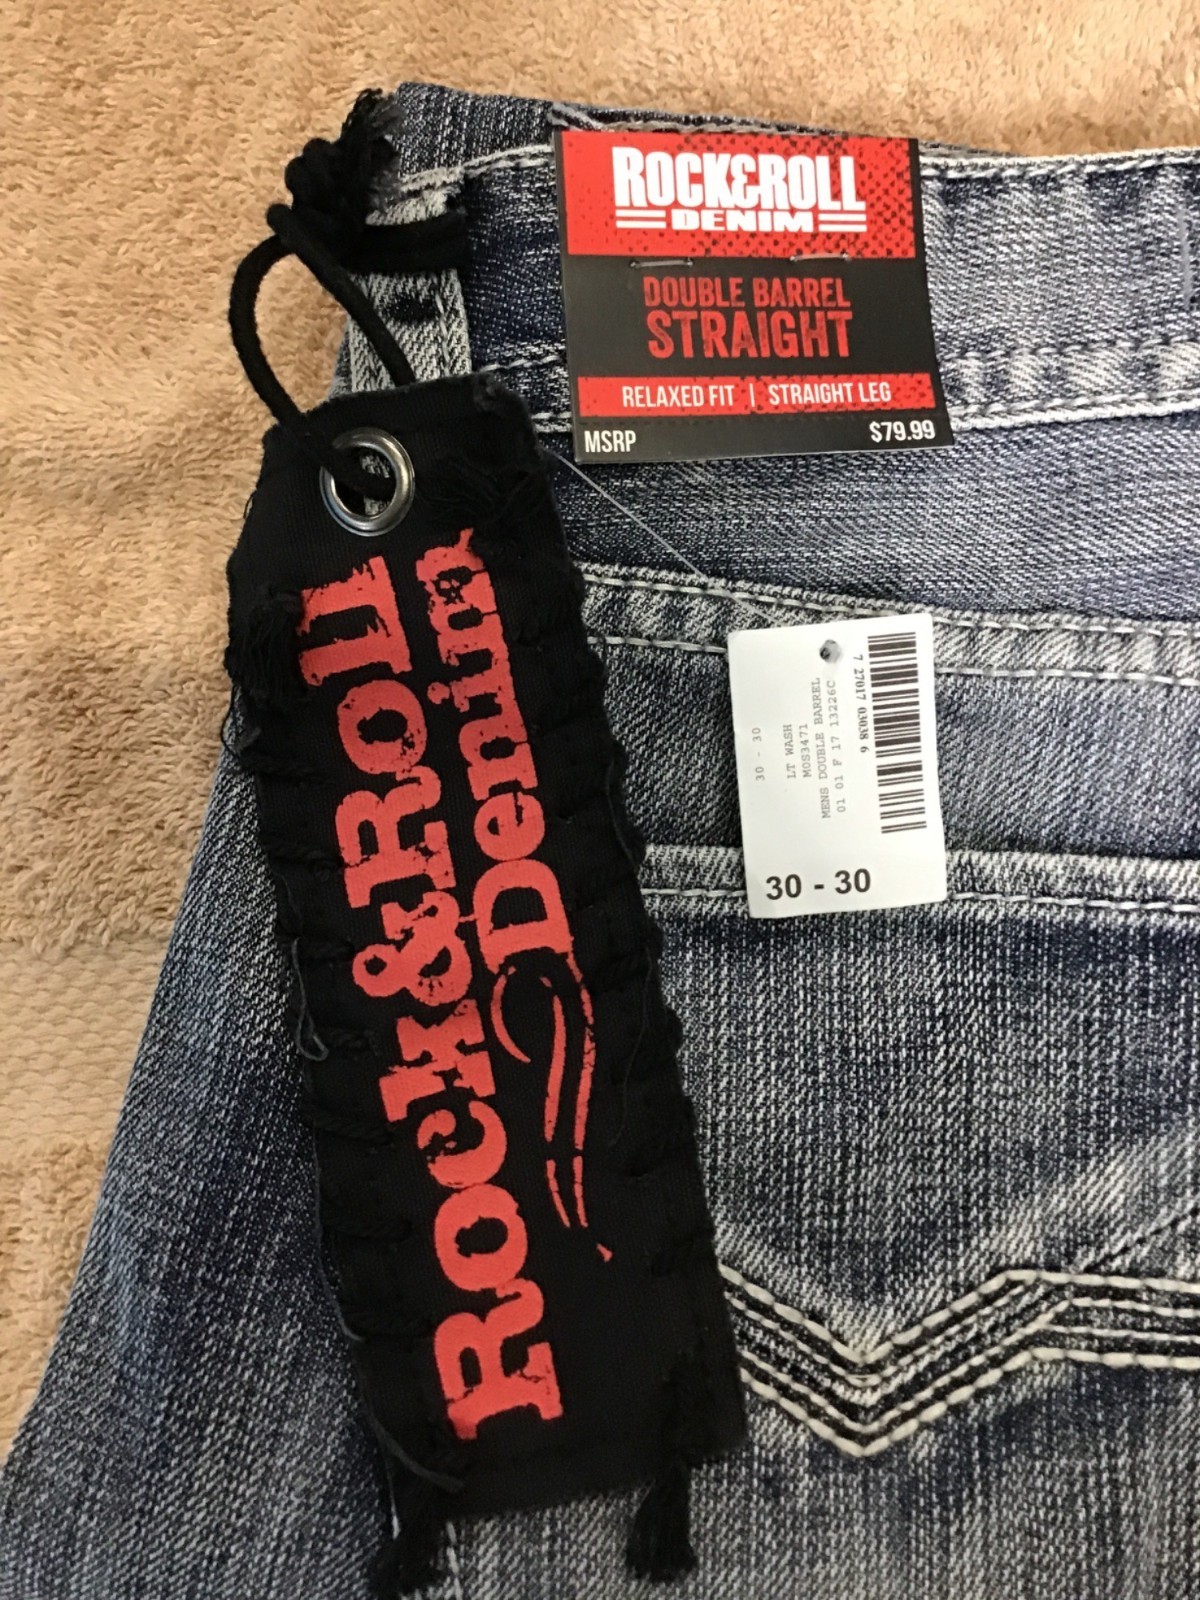 ROCK&ROLL
DENIM
DOUBLE BARREL
STRAIGHT
RELAXED FIT | STRAIGHT LEG
MSRP $79.99
Rock&Roll
Denim
7 27017 03038 6
01 01 F 17 13226C
MENS DOUBLE BARREL
M0S3471
LT WASH
30 - 30
30 - 30